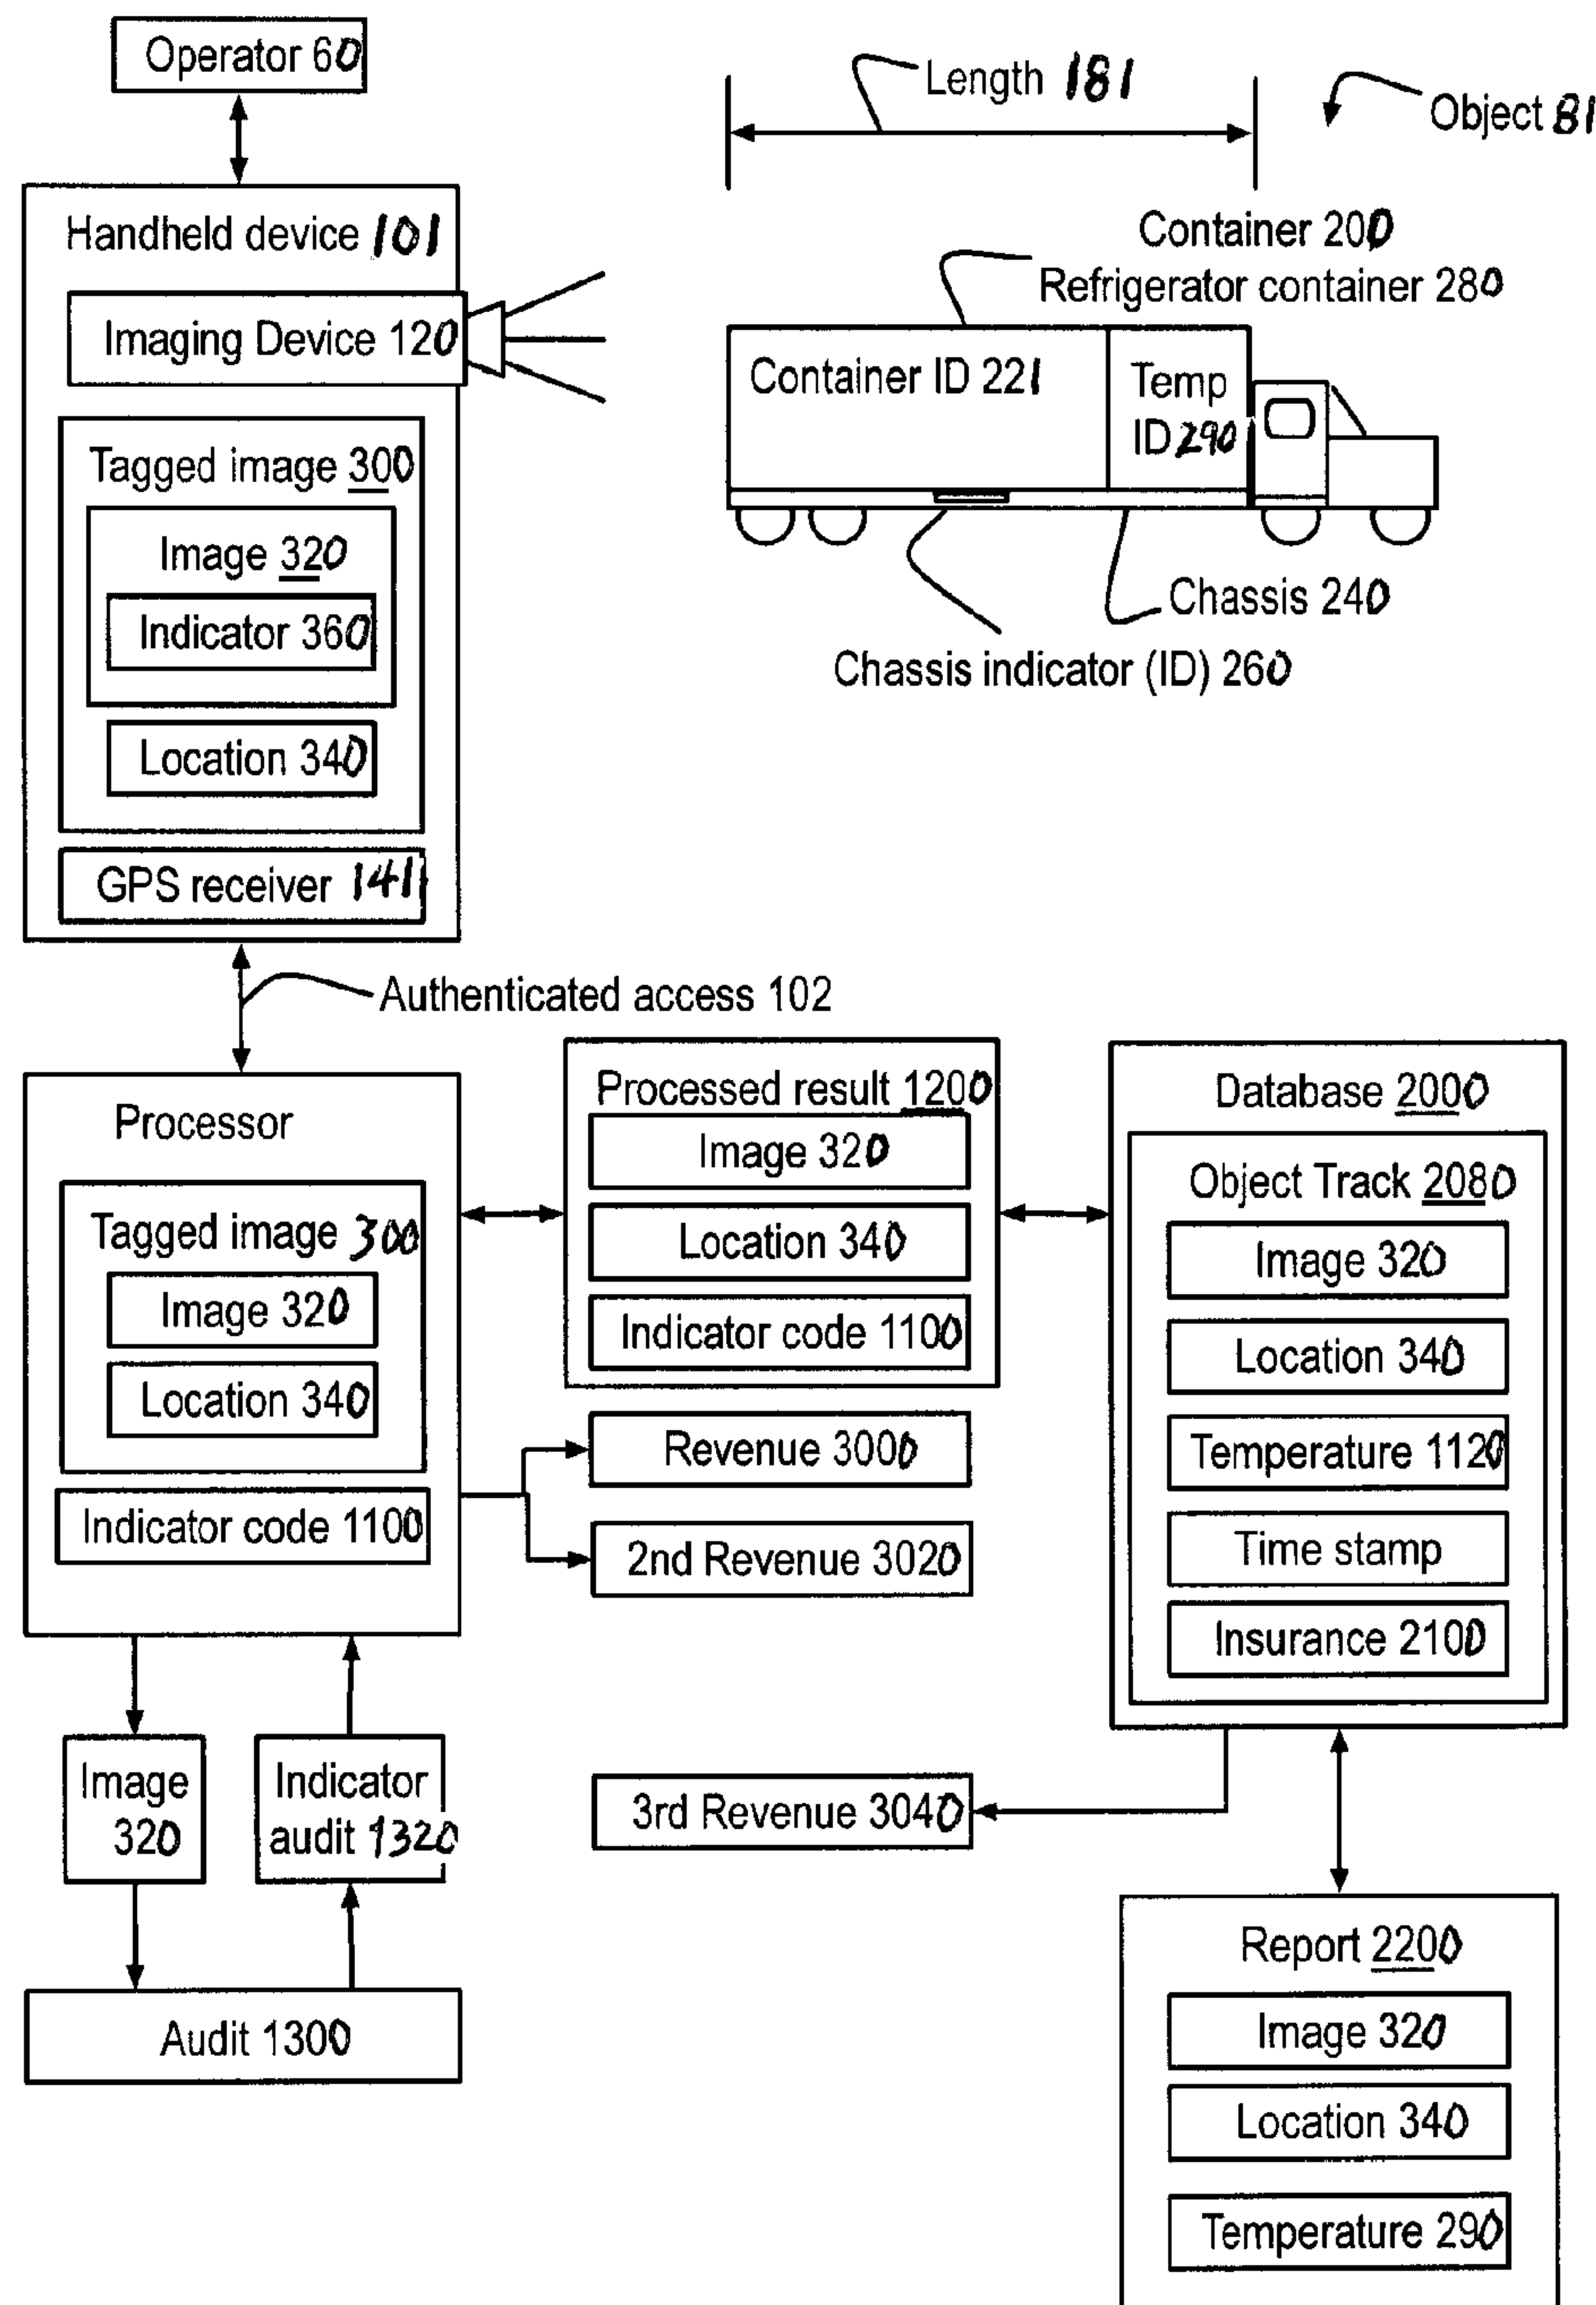 Operator 60
Length 181
Object 81
Handheld device 101
Imaging Device 120
Tagged image 300
Image 320
Indicator 360
Location 340
GPS receiver 141
Container 200
Refrigerator container 280
Container ID 221
Temp
ID 290
Chassis 240
Chassis indicator (ID) 260
Authenticated access 102
Processor
Tagged image 300
Image 320
Location 340
Indicator code 1100
Processed result 1200
Image 320
Location 340
Indicator code 1100
Revenue 3000
2nd Revenue 3020
Database 2000
Object Track 2080
Image 320
Location 340
Temperature 1120
Time stamp
Insurance 2100
Image
320
Indicator
audit 1320
Audit 1300
3rd Revenue 3040
Report 2200
Image 320
Location 340
Temperature 290